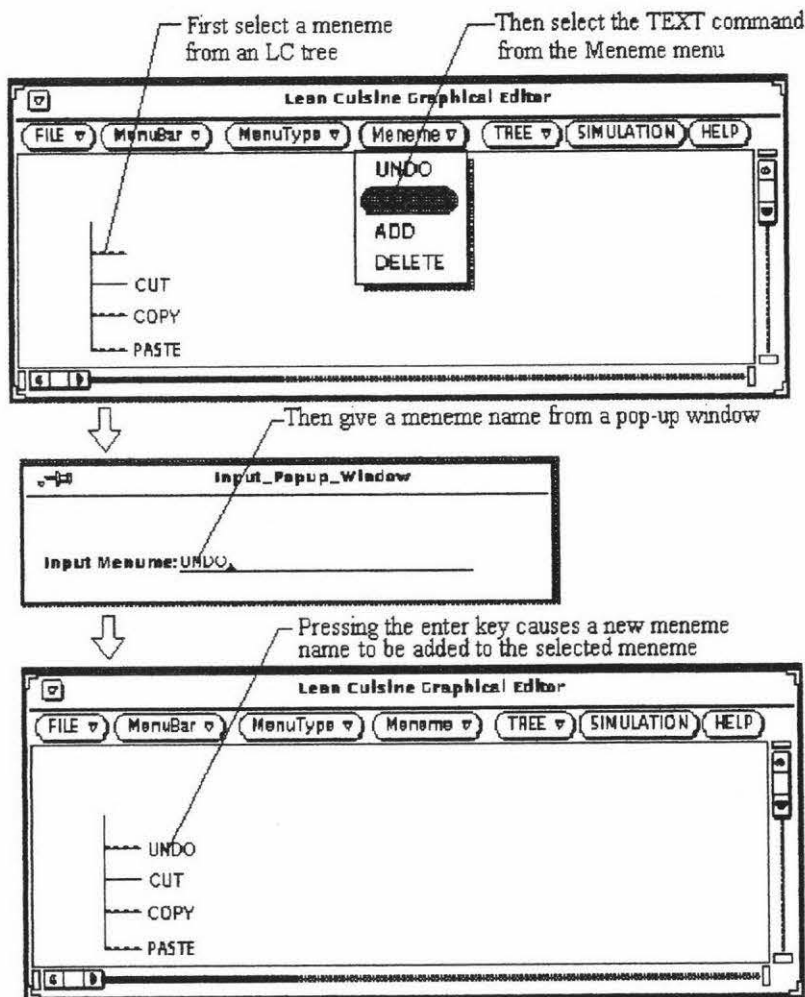 First select a meneme
from an LC tree
Then select the TEXT command
from the Meneme menu
Lean Cuisine Graphical Editor
FILE MenuBar MenuType Meneme TREE SIMULATION HELP
UNDO
ADD
DELETE
CUT
COPY
PASTE
Then give a meneme name from a pop-up window
Input_Popup_Window
Input Menume: UNDO
Pressing the enter key causes a new meneme
name to be added to the selected meneme
Lean Cuisine Graphical Editor
FILE MenuBar MenuType Meneme TREE SIMULATION HELP
UNDO
CUT
COPY
PASTE